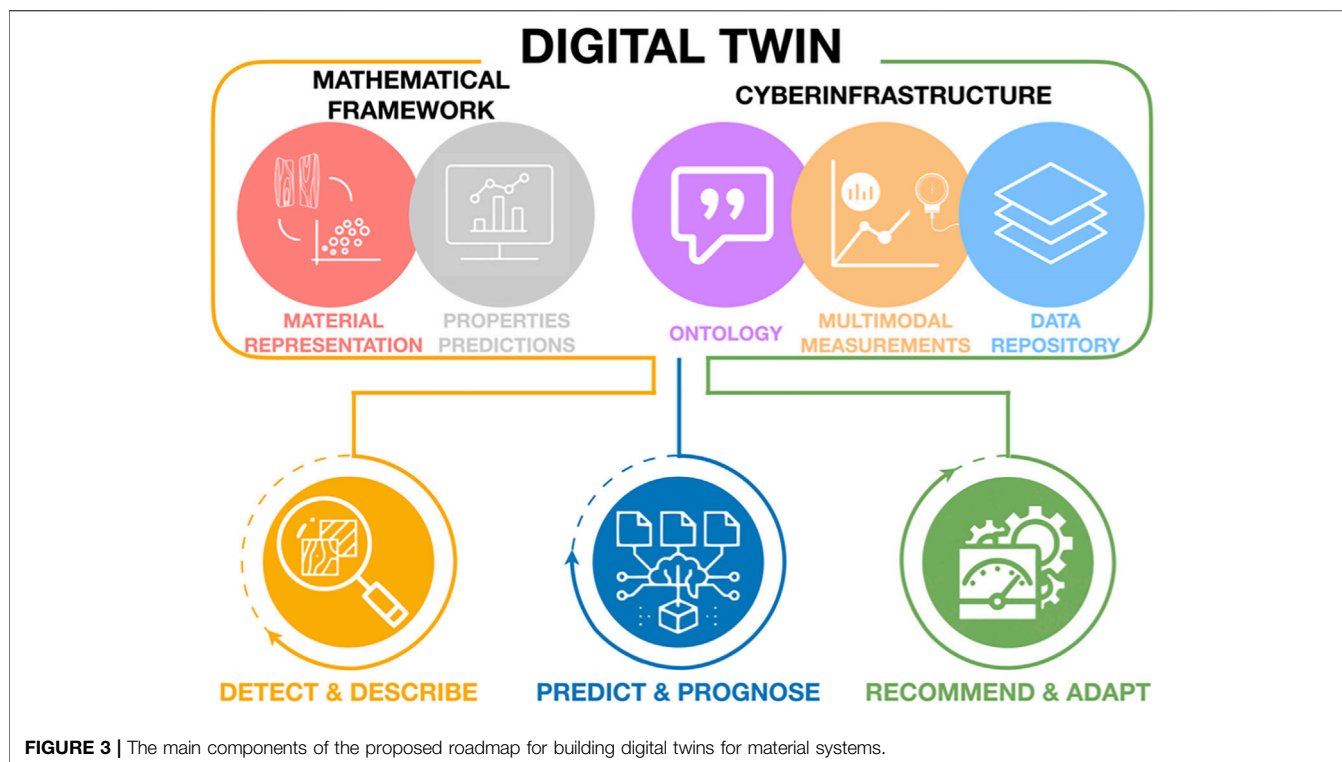 DIGITAL TWIN
MATHEMATICAL
FRAMEWORK
CYBERINFRASTRUCTURE
MATERIAL
REPRESENTATION
PROPERTIES
PREDICTIONS
ONTOLOGY
MULTIMODAL
MEASUREMENTS
DATA
REPOSITORY
DETECT & DESCRIBE
PREDICT & PROGNOSE
RECOMMEND & ADAPT
FIGURE 3 | The main components of the proposed roadmap for building digital twins for material systems.